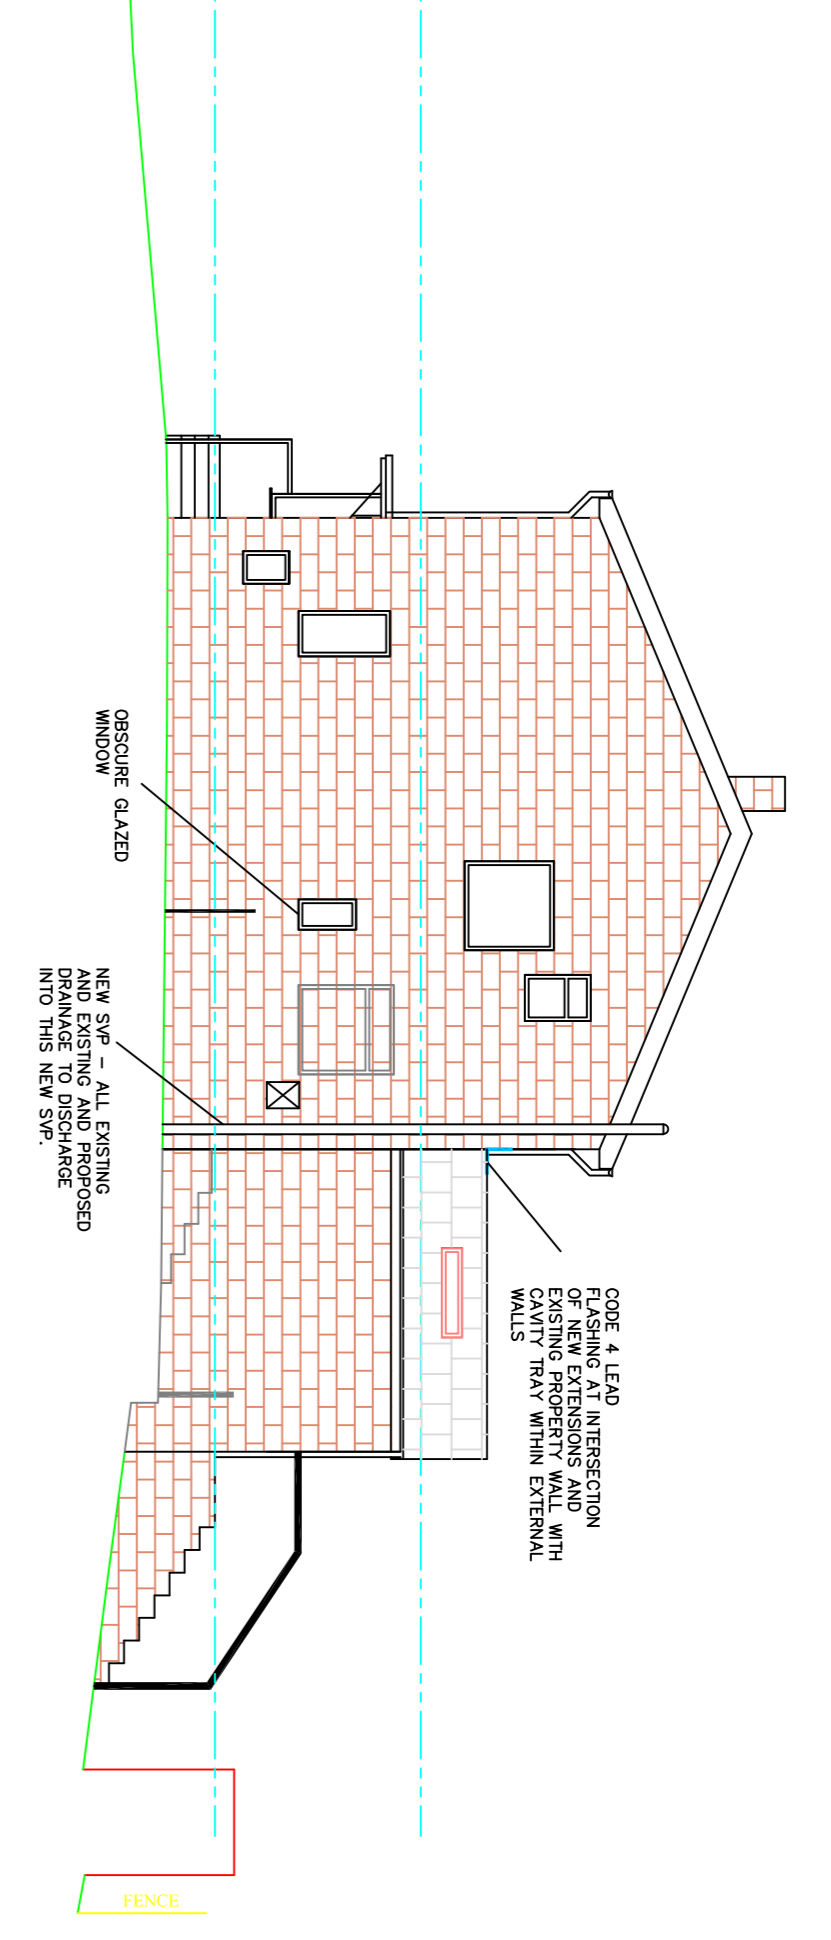 OBSCURE GLAZED
WINDOW
NEW SVP – ALL EXISTING
AND EXISTING AND PROPOSED
DRAINAGE TO DISCHARGE
INTO THIS NEW SVP.
CODE 4 LEAD
FLASHING AT INTERSECTION
OF NEW EXTENSIONS AND
EXISTING PROPERTY WALL WITH
CAVITY TRAY WITHIN EXTERNAL
WALLS
FENCE